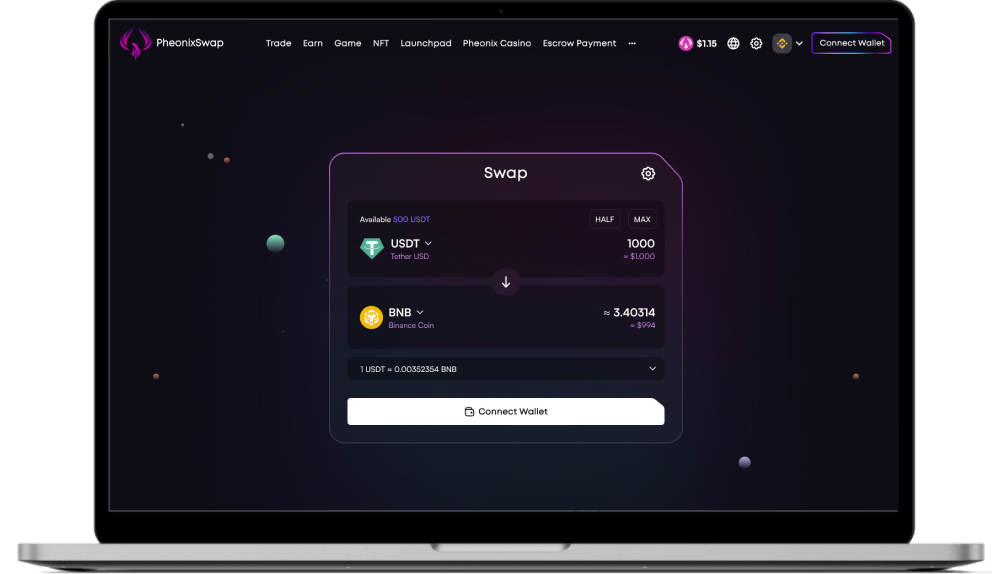 PheonixSwap Trade Earn Game NFT Launchpad Pheonix Casino Escrow Payment ··· $1.15 Connect Wallet
Swap
Available 500 USDT HALF MAX
USDT 1000
Tether USD ≈ $1,000
BNB ≈ 3.40314
Binance Coin ≈ $994
1 USDT = 0.00352354 BNB
Connect Wallet